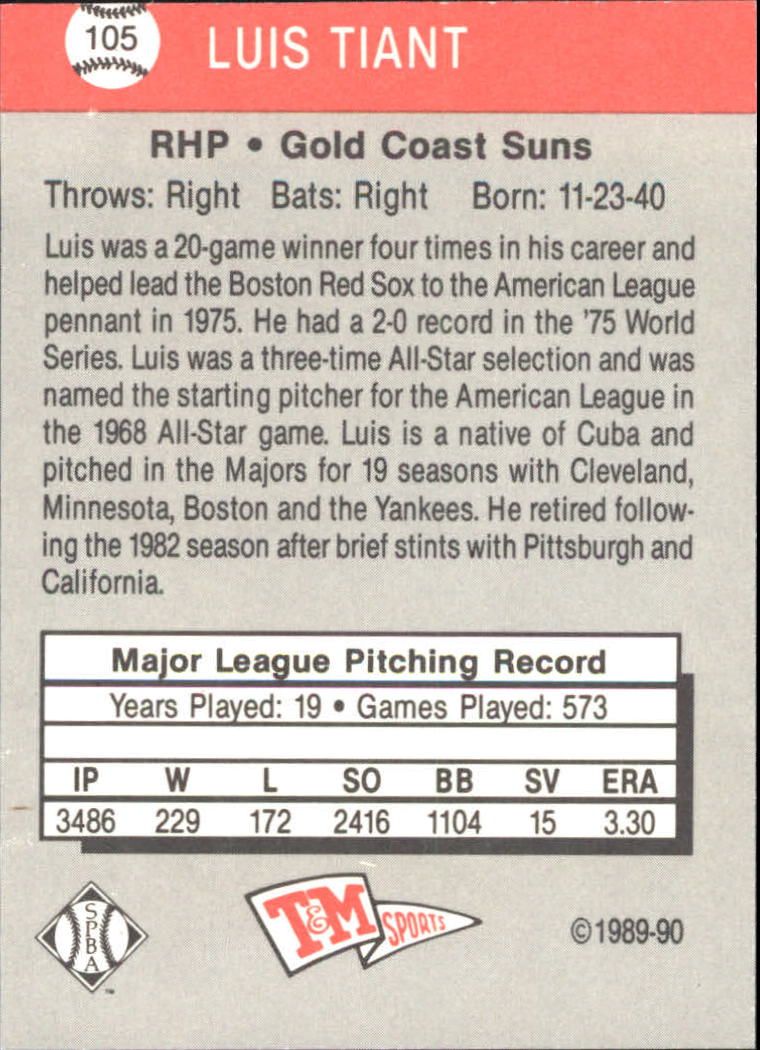 105
LUIS TIANT
RHP • Gold Coast Suns
Throws: Right Bats: Right Born: 11-23-40
Luis was a 20-game winner four times in his career and
helped lead the Boston Red Sox to the American League
pennant in 1975. He had a 2-0 record in the '75 World
Series. Luis was a three-time All-Star selection and was
named the starting pitcher for the American League in
the 1968 All-Star game. Luis is a native of Cuba and
pitched in the Majors for 19 seasons with Cleveland,
Minnesota, Boston and the Yankees. He retired follow-
ing the 1982 season after brief stints with Pittsburgh and
California.
Major League Pitching Record
Years Played: 19 • Games Played: 573
IP W L SO BB SV ERA
3486 229 172 2416 1104 15 3.30
SPBA ™
T&M SPORTS
©1989-90